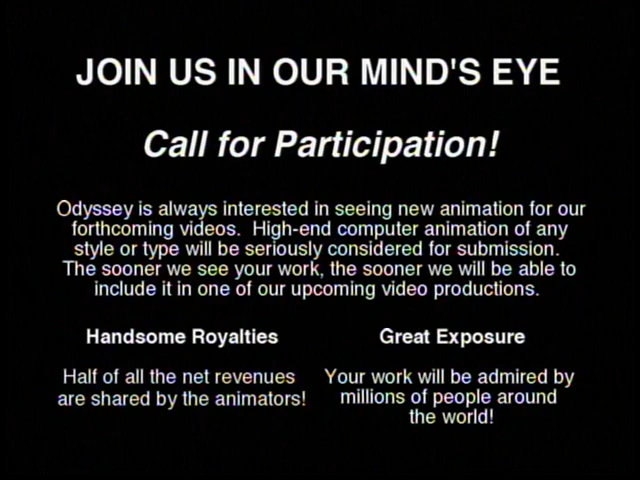 JOIN US IN OUR MIND'S EYE
Call for Participation!
Odyssey is always interested in seeing new animation for our
forthcoming videos.  High-end computer animation of any
style or type will be seriously considered for submission.
The sooner we see your work, the sooner we will be able to
include it in one of our upcoming video productions.
Handsome Royalties
Half of all the net revenues
are shared by the animators!
Great Exposure
Your work will be admired by
millions of people around
the world!